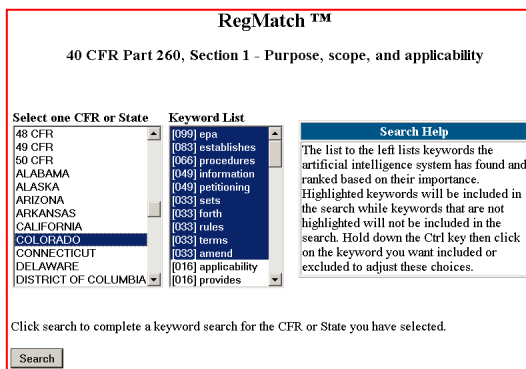 RegMatch ™
40 CFR Part 260, Section 1 - Purpose, scope, and applicability
Select one CFR or State
48 CFR
49 CFR
50 CFR
ALABAMA
ALASKA
ARIZONA
ARKANSAS
CALIFORNIA
COLORADO
CONNECTICUT
DELAWARE
DISTRICT OF COLUMBIA
Keyword List
[099] epa
[083] establishes
[066] procedures
[049] information
[049] petitioning
[033] sets
[033] forth
[033] rules
[033] terms
[033] amend
[016] applicability
[016] provides
Search Help
The list to the left lists keywords the
artificial intelligence system has found and
ranked based on their importance.
Highlighted keywords will be included in
the search while keywords that are not
highlighted will not be included in the
search. Hold down the Ctrl key then click
on the keyword you want included or
excluded to adjust these choices.
Click search to complete a keyword search for the CFR or State you have selected.
Search